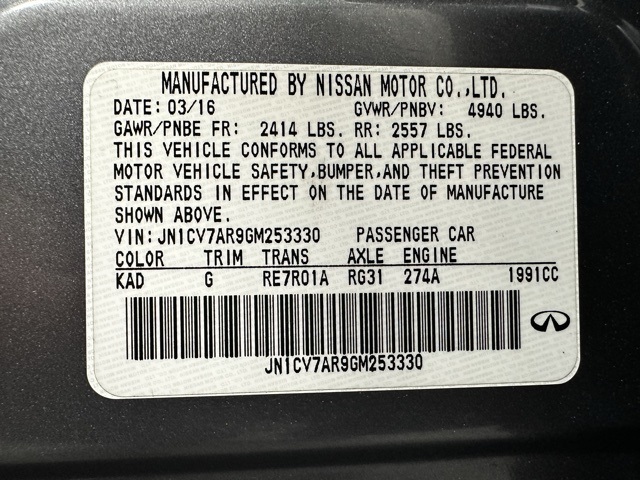 MANUFACTURED BY NISSAN MOTOR CO.,LTD.
DATE: 03/16 GVWR/PNBV: 4940 LBS.
GAWR/PNBE FR: 2414 LBS. RR: 2557 LBS.
THIS VEHICLE CONFORMS TO ALL APPLICABLE FEDERAL
MOTOR VEHICLE SAFETY,BUMPER,AND THEFT PREVENTION
STANDARDS IN EFFECT ON THE DATE OF MANUFACTURE
SHOWN ABOVE.
VIN:JN1CV7AR9GM253330 PASSENGER CAR
COLOR TRIM TRANS AXLE ENGINE
KAD G RE7R01A RG31 274A 1991CC
JN1CV7AR9GM253330